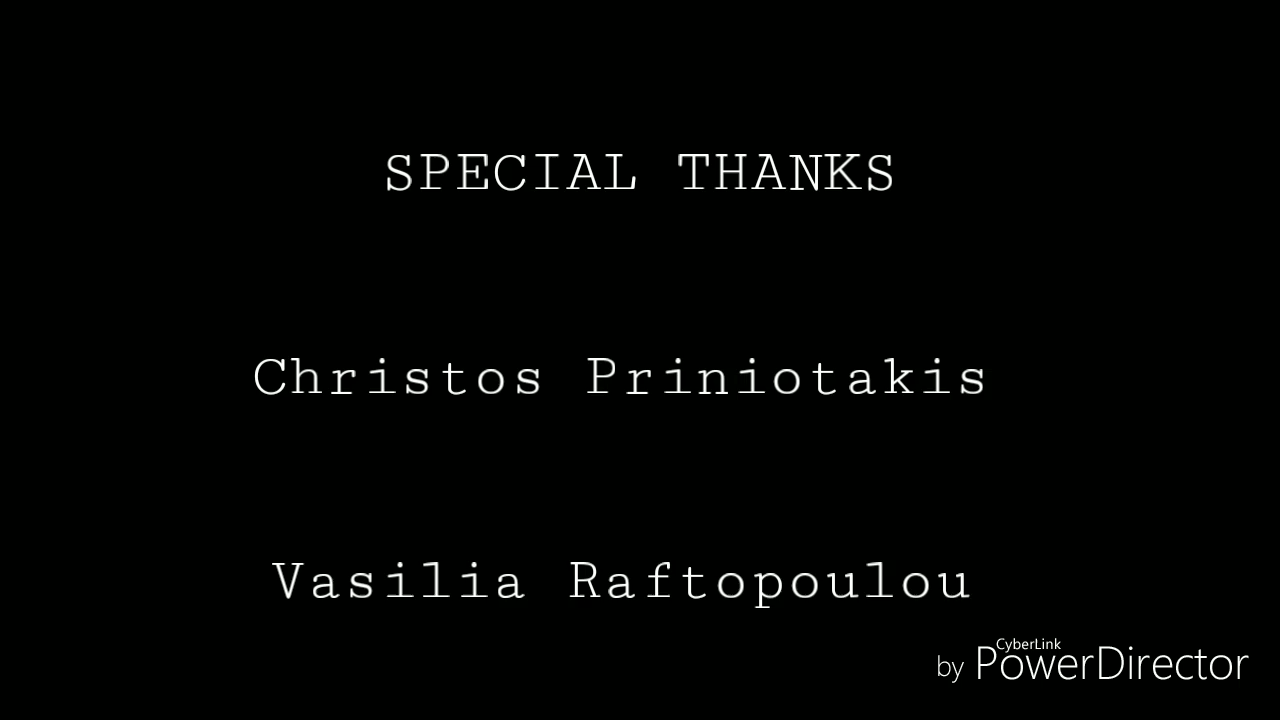 SPECIAL THANKS
Christos Priniotakis
Vasilia Raftopoulou
by CyberLink PowerDirector